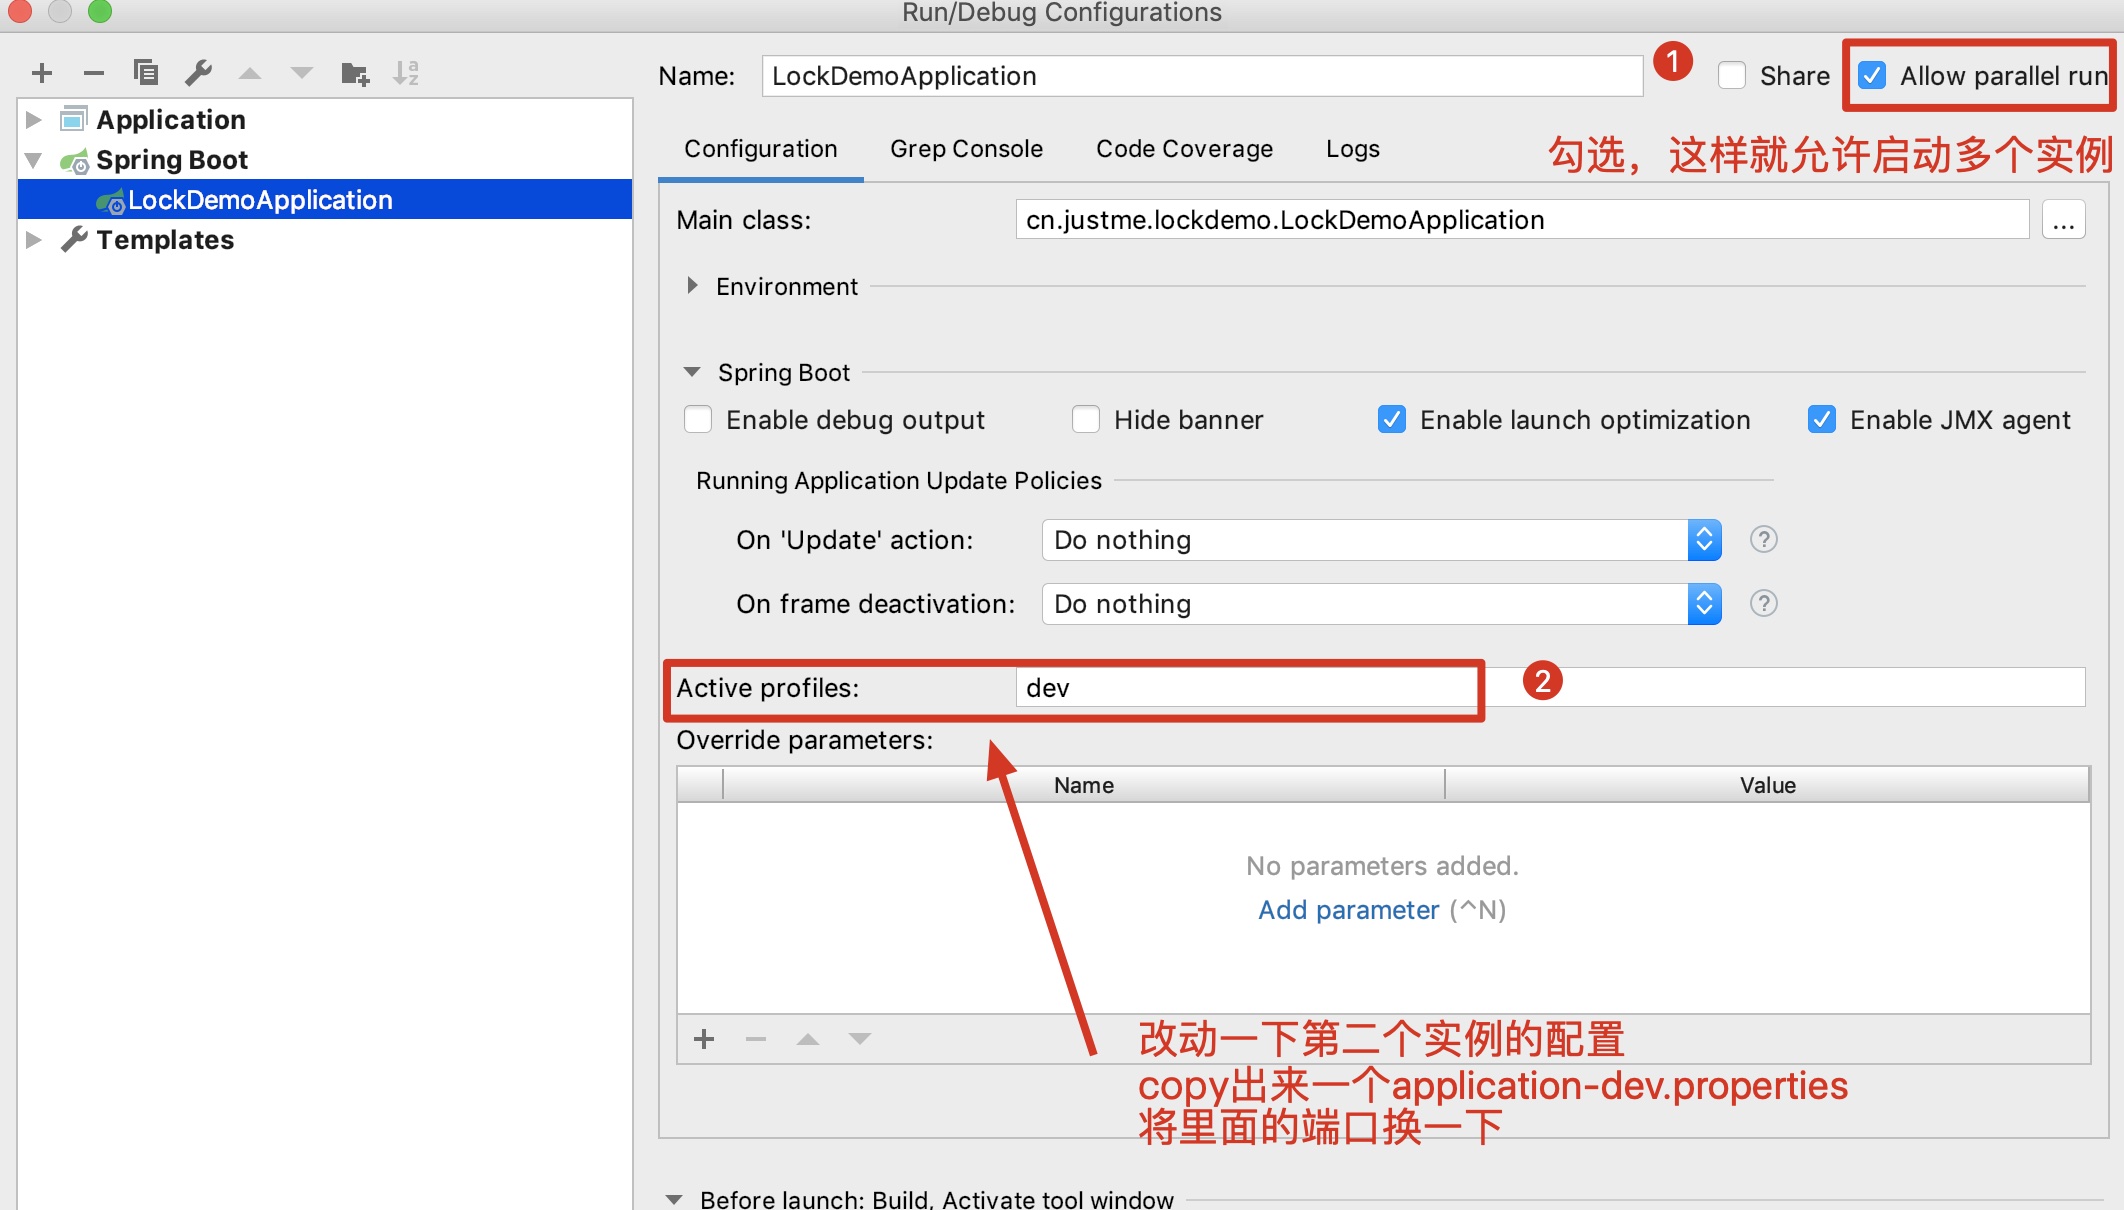 Run/Debug Configurations
Application
Spring Boot
LockDemoApplication
Templates
Name: LockDemoApplication 1 Share Allow parallel run
勾选，这样就允许启动多个实例
Configuration Grep Console Code Coverage Logs
Main class: cn.justme.lockdemo.LockDemoApplication ...
Environment
Spring Boot
Enable debug output Hide banner Enable launch optimization Enable JMX agent
Running Application Update Policies
On 'Update' action: Do nothing ?
On frame deactivation: Do nothing ?
Active profiles: dev 2
Override parameters:
Name Value
No parameters added.
Add parameter (^N)
改动一下第二个实例的配置
copy出来一个application-dev.properties
将里面的端口换一下
Before launch: Build, Activate tool window